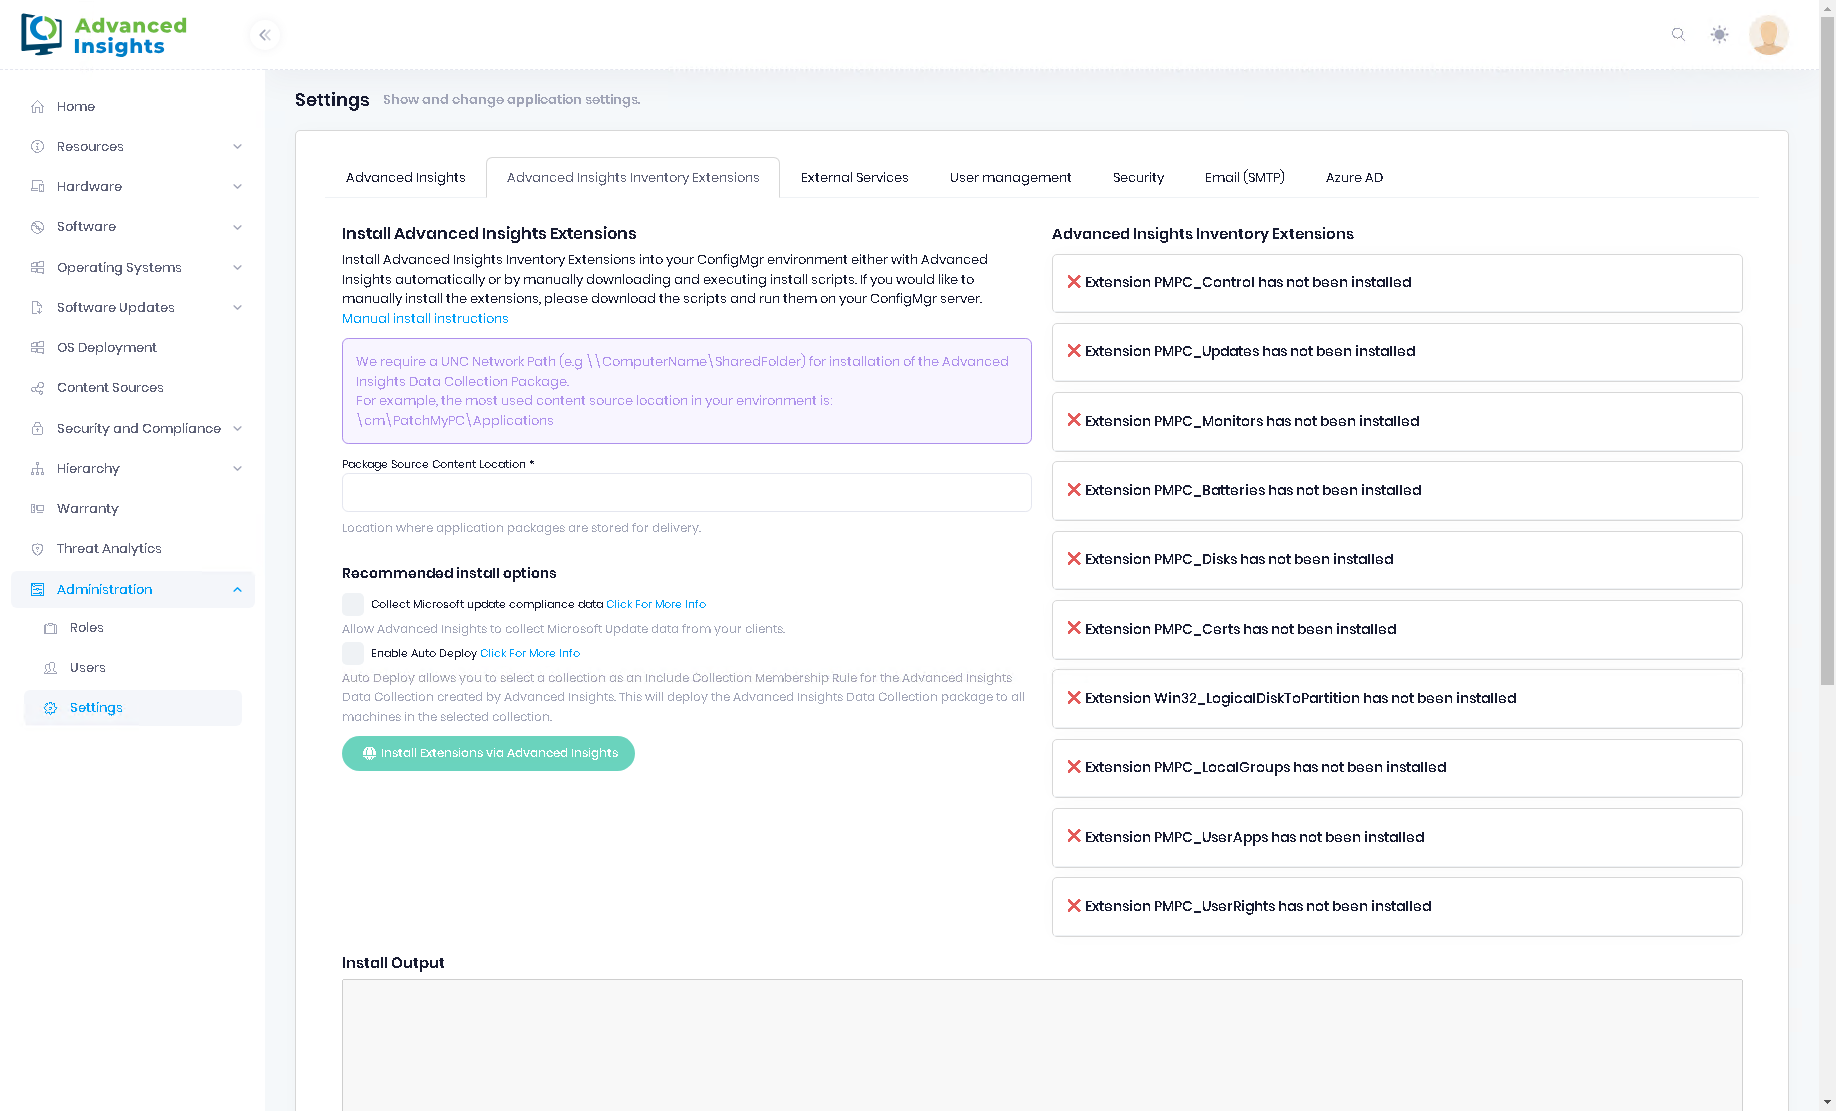 Advanced
Insights
Home
Resources
Hardware
Software
Operating Systems
Software Updates
OS Deployment
Content Sources
Security and Compliance
Hierarchy
Warranty
Threat Analytics
Administration
Roles
Users
Settings
Settings Show and change application settings.
Advanced Insights Advanced Insights Inventory Extensions External Services User management Security Email (SMTP) Azure AD
Install Advanced Insights Extensions
Install Advanced Insights Inventory Extensions into your ConfigMgr environment either with Advanced
Insights automatically or by manually downloading and executing install scripts. If you would like to
manually install the extensions, please download the scripts and run them on your ConfigMgr server.
Manual install instructions
We require a UNC Network Path (e.g \\ComputerName\SharedFolder) for installation of the Advanced
Insights Data Collection Package.
For example, the most used content source location in your environment is:
\cm\PatchMyPC\Applications
Package Source Content Location *
Location where application packages are stored for delivery.
Recommended install options
Collect Microsoft update compliance data Click For More Info
Allow Advanced Insights to collect Microsoft Update data from your clients.
Enable Auto Deploy Click For More Info
Auto Deploy allows you to select a collection as an Include Collection Membership Rule for the Advanced Insights
Data Collection created by Advanced Insights. This will deploy the Advanced Insights Data Collection package to all
machines in the selected collection.
Install Extensions via Advanced Insights
Advanced Insights Inventory Extensions
Extension PMPC_Control has not been installed
Extension PMPC_Updates has not been installed
Extension PMPC_Monitors has not been installed
Extension PMPC_Batteries has not been installed
Extension PMPC_Disks has not been installed
Extension PMPC_Certs has not been installed
Extension Win32_LogicalDiskToPartition has not been installed
Extension PMPC_LocalGroups has not been installed
Extension PMPC_UserApps has not been installed
Extension PMPC_UserRights has not been installed
Install Output